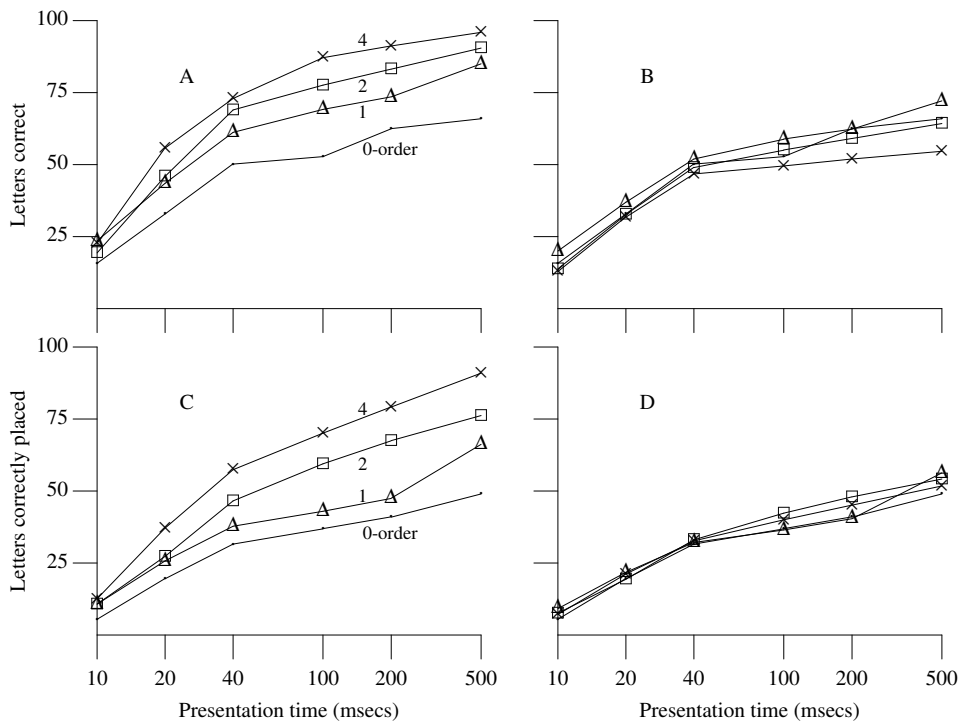 100
75
50
25
Letters correct
A
4
2
1
0-order
B
100
75
50
25
Letters correctly placed
C
4
2
1
0-order
D
10 20 40 100 200 500
10 20 40 100 200 500
Presentation time (msecs)
Presentation time (msecs)